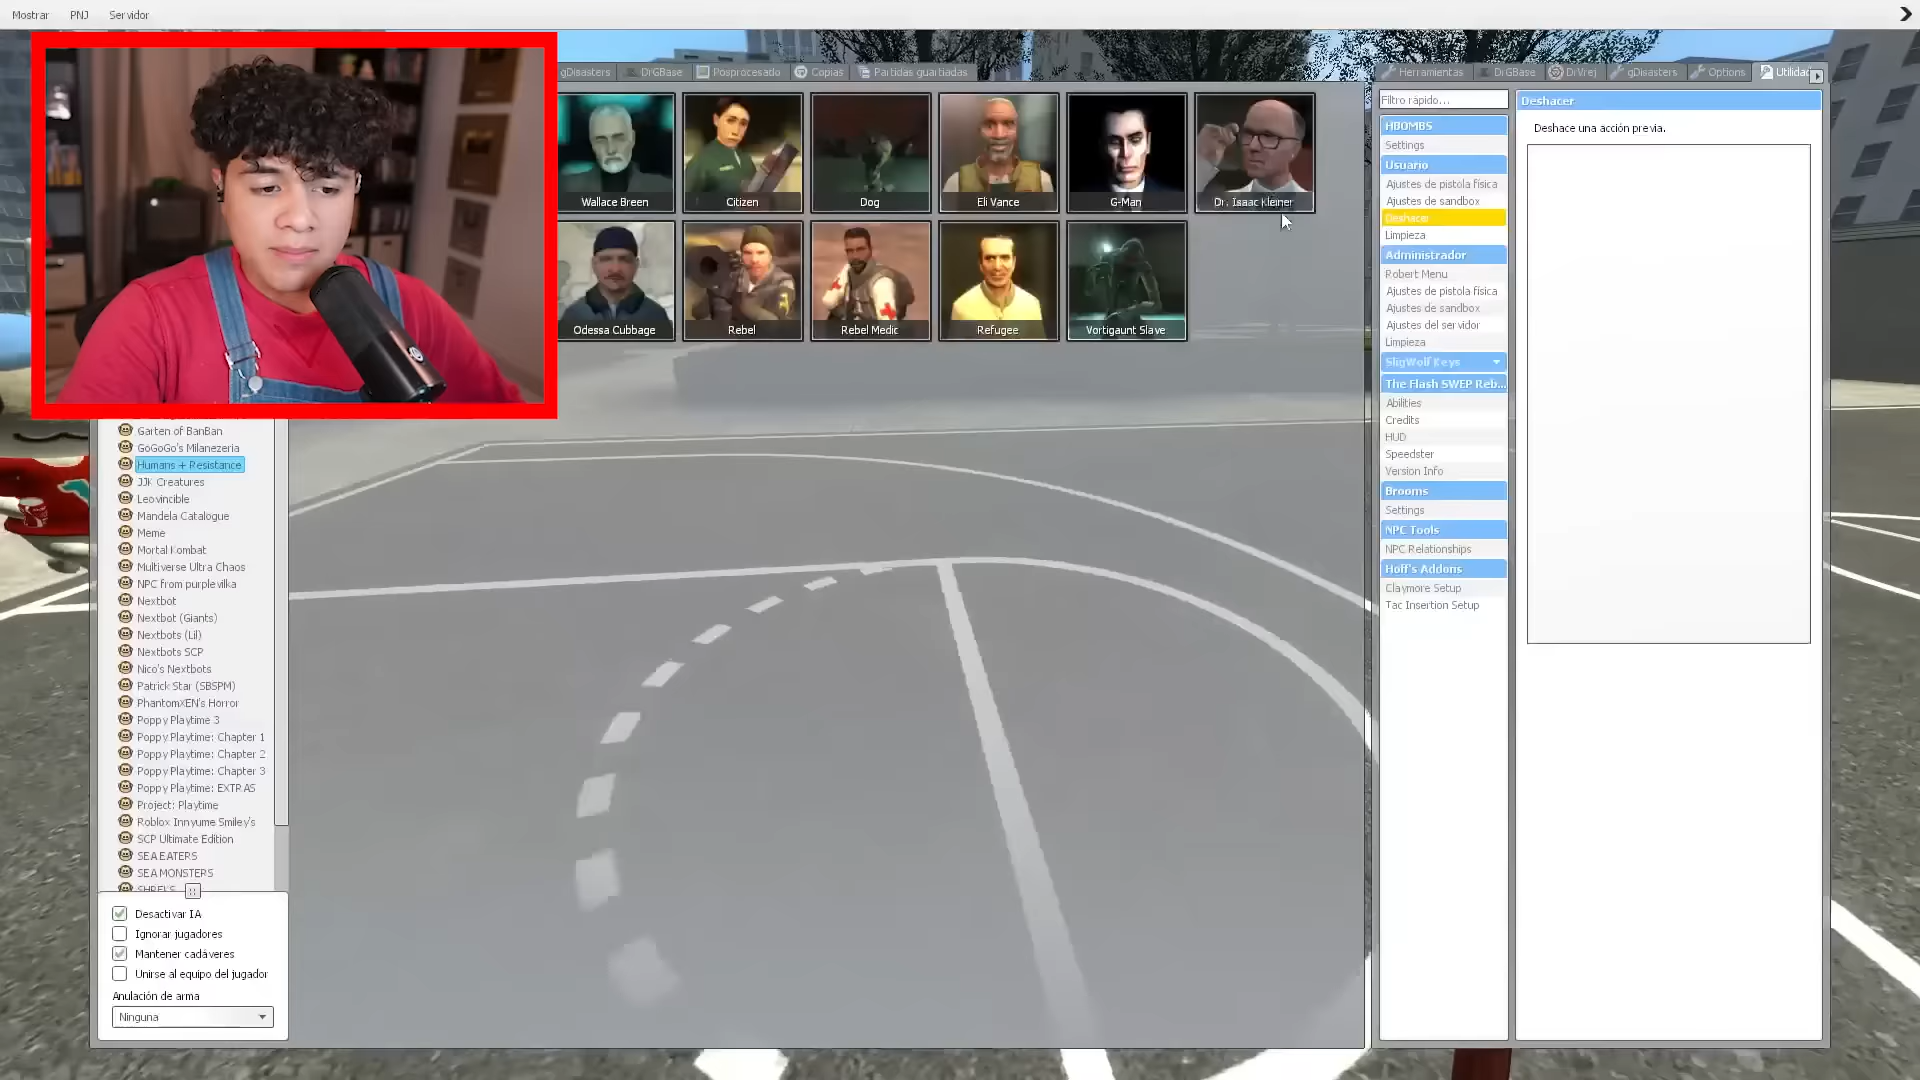 Mostrar PNJ Servidor
gDisasters DrGBase Posprocesado Copias Partidas guardadas
Herramientas DrGBase DrVrej gDisasters Options Utilidad
Wallace Breen Citizen Dog Eli Vance G-Man Dr. Isaac Kleiner
Odessa Cubbage Rebel Rebel Medic Refugee Vortigaunt Slave
Garten of BanBan
GoGoGo's Milanezeria
Humans + Resistance
JJK Creatures
Leovincible
Mandela Catalogue
Meme
Mortal Kombat
Multiverse Ultra Chaos
NPC from purplevilka
Nextbot
Nextbot (Giants)
Nextbots (Lil)
Nextbots SCP
Nico's Nextbots
Patrick Star (SBSPM)
PhantomXEN's Horror
Poppy Playtime 3
Poppy Playtime: Chapter 1
Poppy Playtime: Chapter 2
Poppy Playtime: Chapter 3
Poppy Playtime: EXTRAS
Project: Playtime
Roblox Innyume Smiley's
SCP Ultimate Edition
SEA EATERS
SEA MONSTERS
SHREKS
Desactivar IA
Ignorar jugadores
Mantener cadáveres
Unirse al equipo del jugador
Anulación de arma
Ninguna
Filtro rápido...
HBOMBS
Settings
Usuario
Ajustes de pistola física
Ajustes de sandbox
Deshacer
Limpieza
Administrador
Robert Menu
Ajustes de pistola física
Ajustes de sandbox
Ajustes del servidor
Limpieza
SligWolf Keys
The Flash SWEP Reb...
Abilities
Credits
HUD
Speedster
Version Info
Brooms
Settings
NPC Tools
NPC Relationships
Hoff's Addons
Claymore Setup
Tac Insertion Setup
Deshacer
Deshace una acción previa.